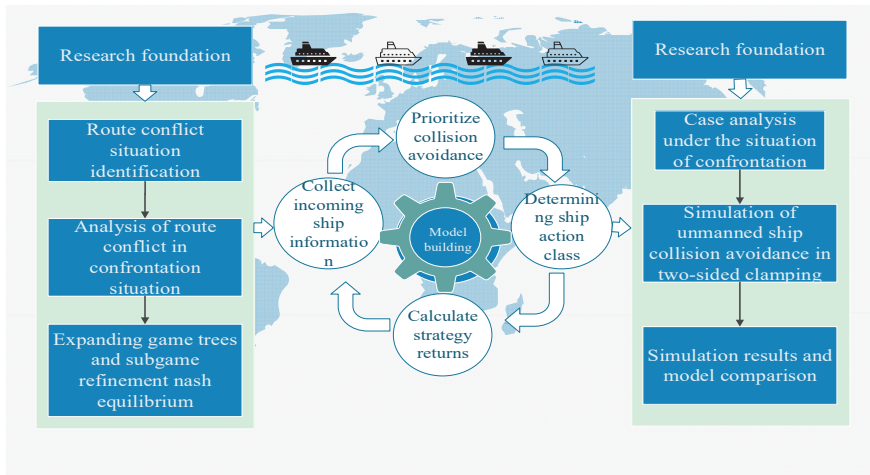 Research foundation
Route conflict
situation
identification
Analysis of route
conflict in
confrontation
situation
Expanding game trees
and subgame
refinement nash
equilibrium
Prioritize
collision
avoidance
Collect
incoming
ship
informatio
n
Model
building
Determini
ng ship
action
class
Calculate
strategy
returns
Research foundation
Case analysis
under the situation
of confrontation
Simulation of
unmanned ship
collision avoidance in
two-sided clamping
Simulation results and
model comparison